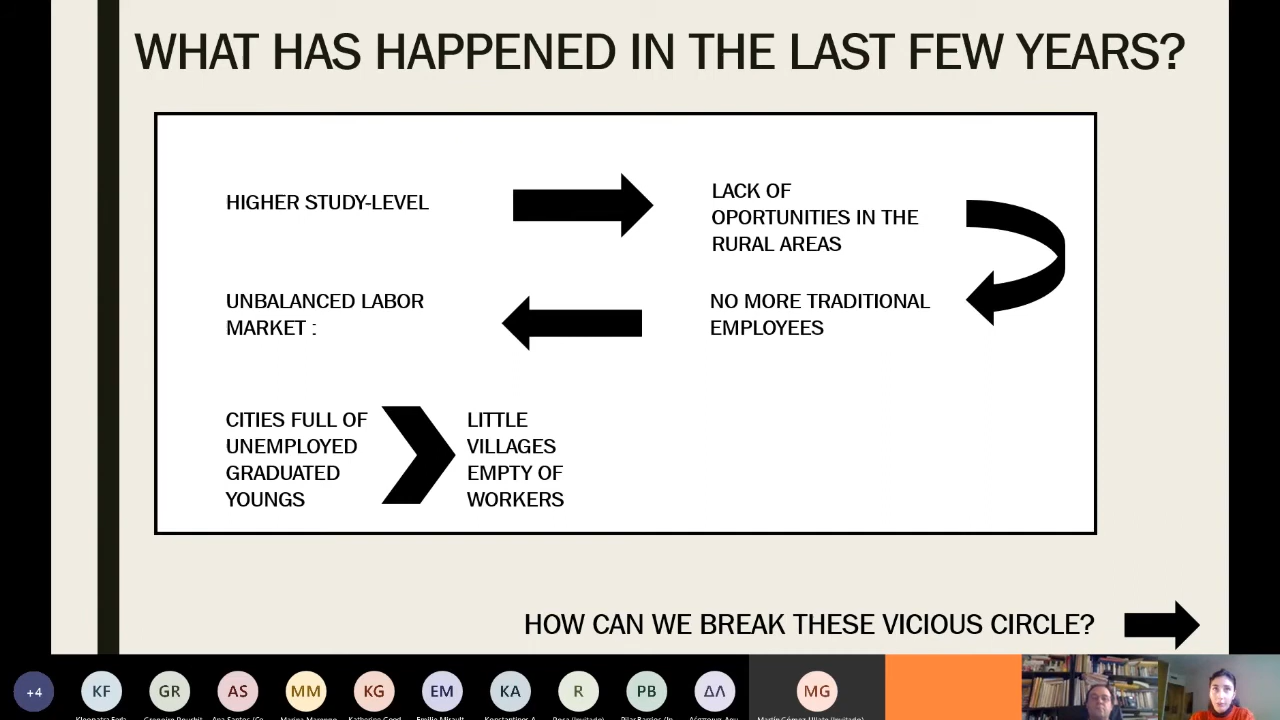 WHAT HAS HAPPENED IN THE LAST FEW YEARS?
HIGHER STUDY-LEVEL
LACK OF
OPORTUNITIES IN THE
RURAL AREAS
UNBALANCED LABOR
MARKET :
NO MORE TRADITIONAL
EMPLOYEES
CITIES FULL OF
UNEMPLOYED
GRADUATED
YOUNGS
LITTLE
VILLAGES
EMPTY OF
WORKERS
HOW CAN WE BREAK THESE VICIOUS CIRCLE?
+4
KF
GR
AS
MM
KG
EM
KA
R
PB
ΔΛ
MG